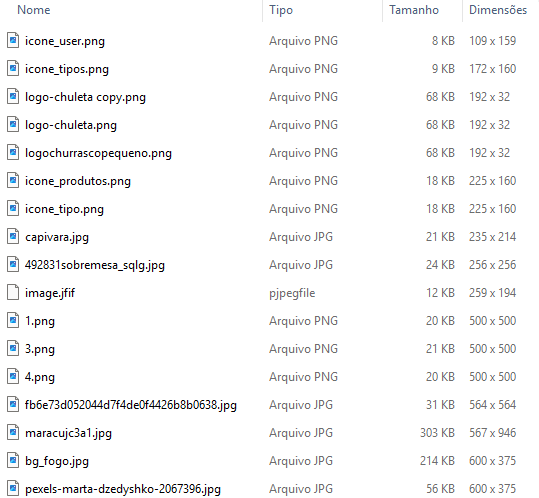 Nome Tipo Tamanho Dimensões
icone_user.png Arquivo PNG 8 KB 109 x 159
icone_tipos.png Arquivo PNG 9 KB 172 x 160
logo-chuleta copy.png Arquivo PNG 68 KB 192 x 32
logo-chuleta.png Arquivo PNG 68 KB 192 x 32
logochurrascopequeno.png Arquivo PNG 68 KB 192 x 32
icone_produtos.png Arquivo PNG 18 KB 225 x 160
icone_tipo.png Arquivo PNG 18 KB 225 x 160
capivara.jpg Arquivo JPG 21 KB 235 x 214
492831sobremesa_sqlg.jpg Arquivo JPG 24 KB 256 x 256
image.jfif pjpegfile 12 KB 259 x 194
1.png Arquivo PNG 20 KB 500 x 500
3.png Arquivo PNG 21 KB 500 x 500
4.png Arquivo PNG 20 KB 500 x 500
fb6e73d052044d7f4de0f4426b8b0638.jpg Arquivo JPG 31 KB 564 x 564
maracujc3a1.jpg Arquivo JPG 303 KB 567 x 946
bg_fogo.jpg Arquivo JPG 214 KB 600 x 375
pexels-marta-dzedyshko-2067396.jpg Arquivo JPG 56 KB 600 x 375